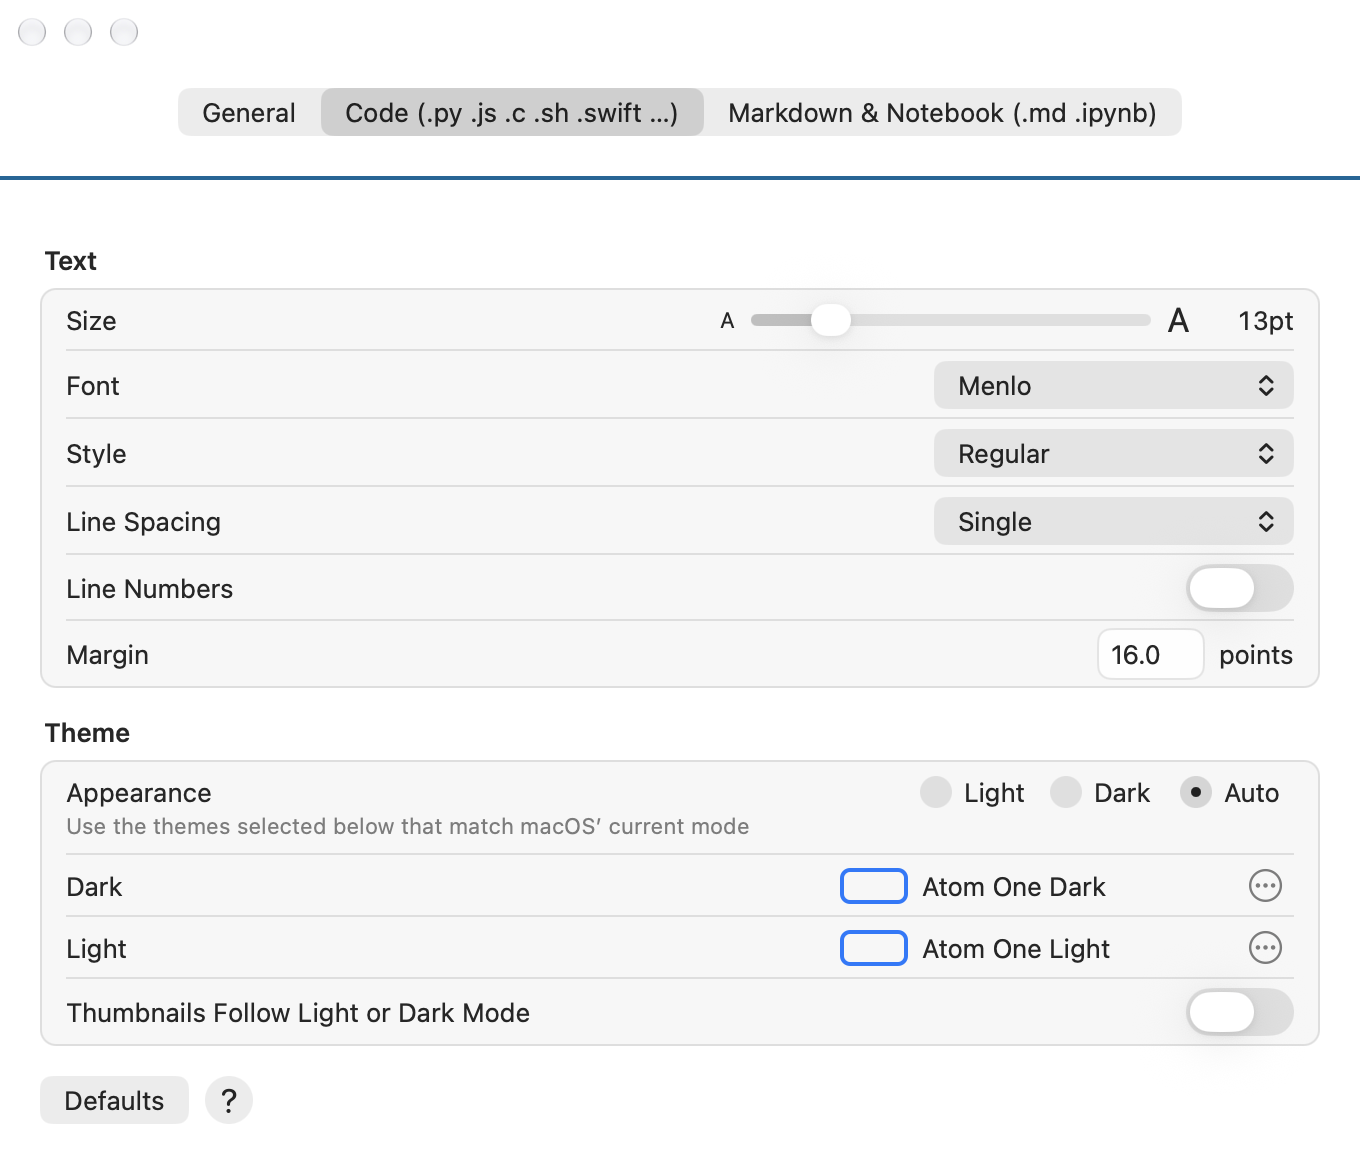 General Code (.py .js .c .sh .swift ...) Markdown & Notebook (.md .ipynb)
Text
Size A A 13pt
Font Menlo
Style Regular
Line Spacing Single
Line Numbers
Margin 16.0 points
Theme
Appearance Light Dark Auto
Use the themes selected below that match macOS’ current mode
Dark Atom One Dark
Light Atom One Light
Thumbnails Follow Light or Dark Mode
Defaults ?